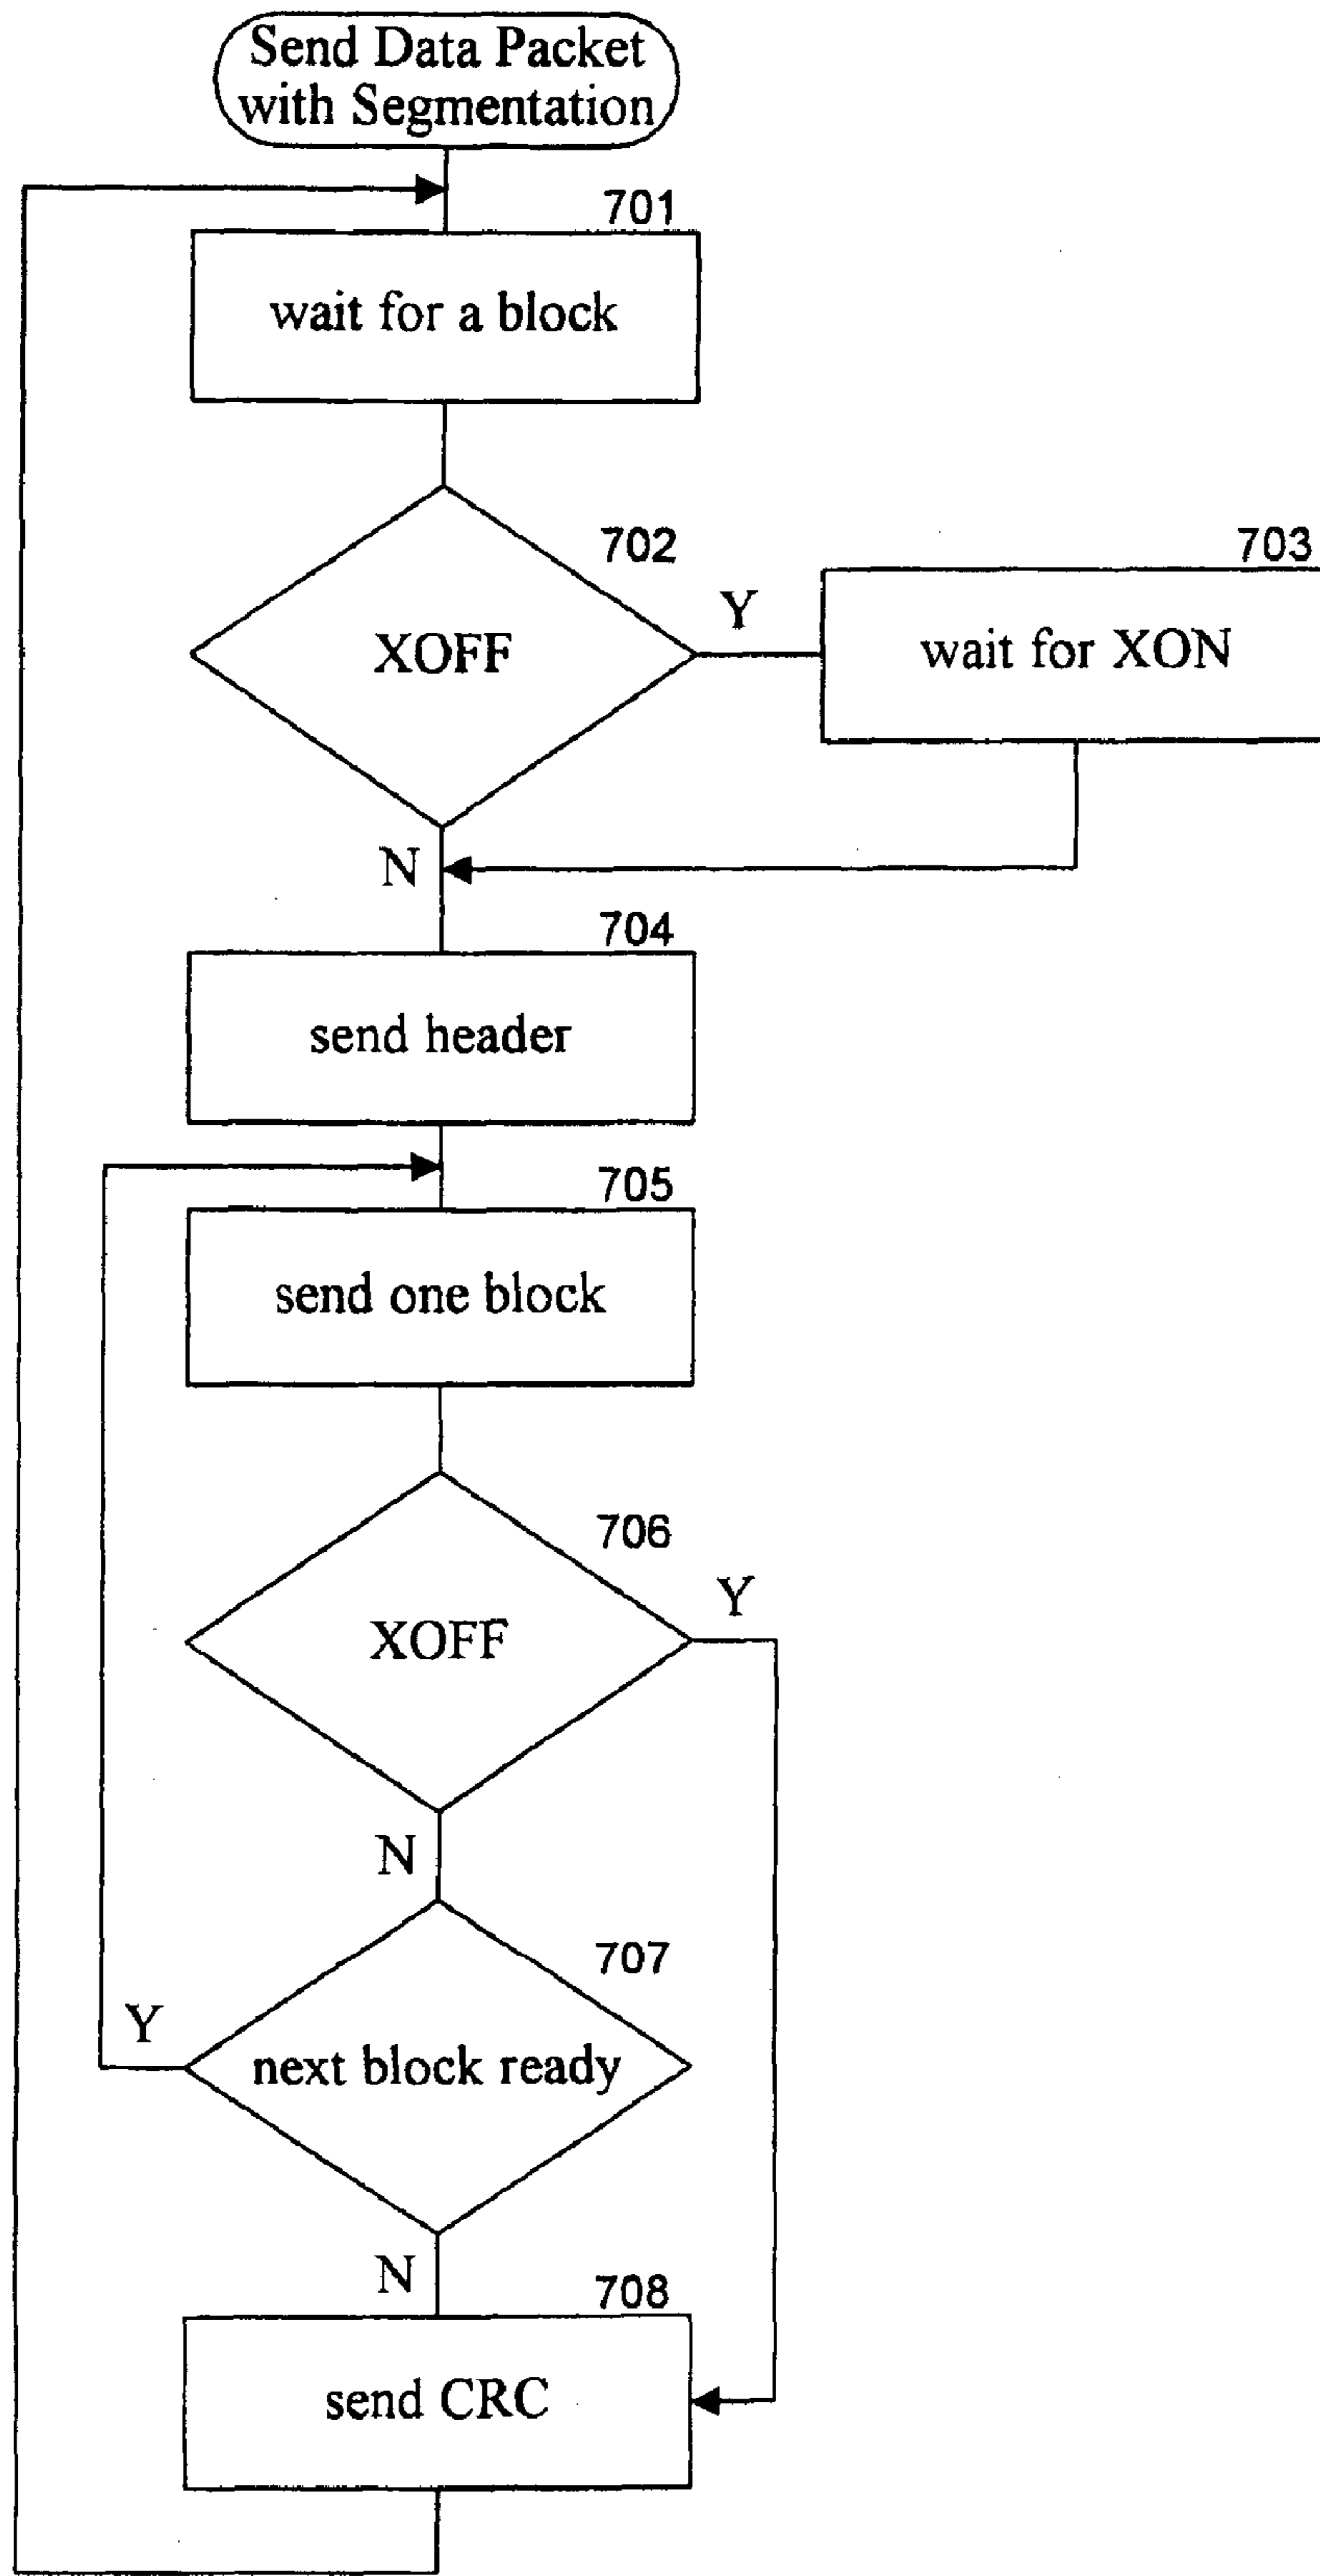 Send Data Packet
with Segmentation
701
wait for a block
702
XOFF
Y
703
wait for XON
N
704
send header
705
send one block
706
XOFF
Y
N
707
Y
next block ready
N
708
send CRC